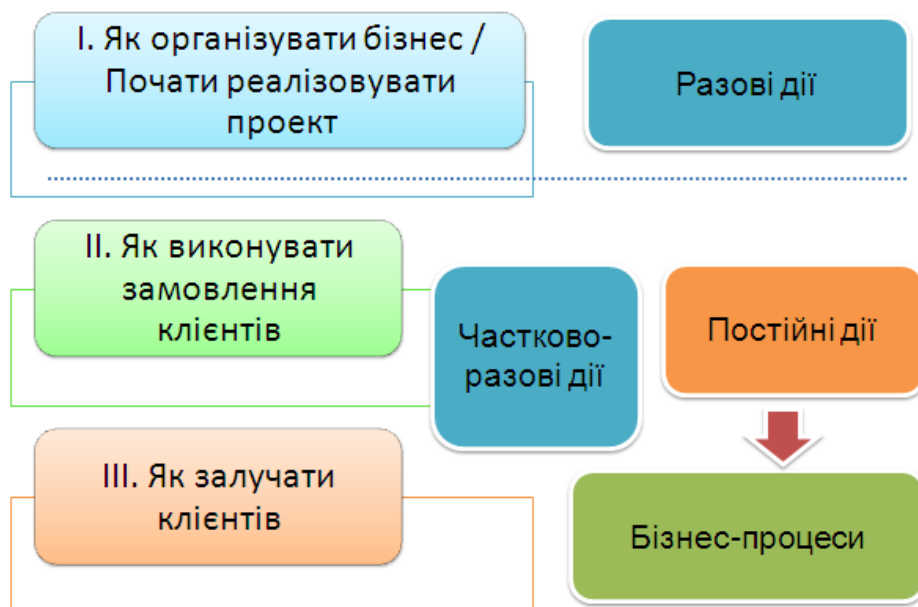 I. Як організувати бізнес /
Почати реалізовувати
проект
Разові дії
II. Як виконувати
замовлення
клієнтів
Частково-
разові дії
Постійні дії
III. Як залучати
клієнтів
Бізнес-процеси